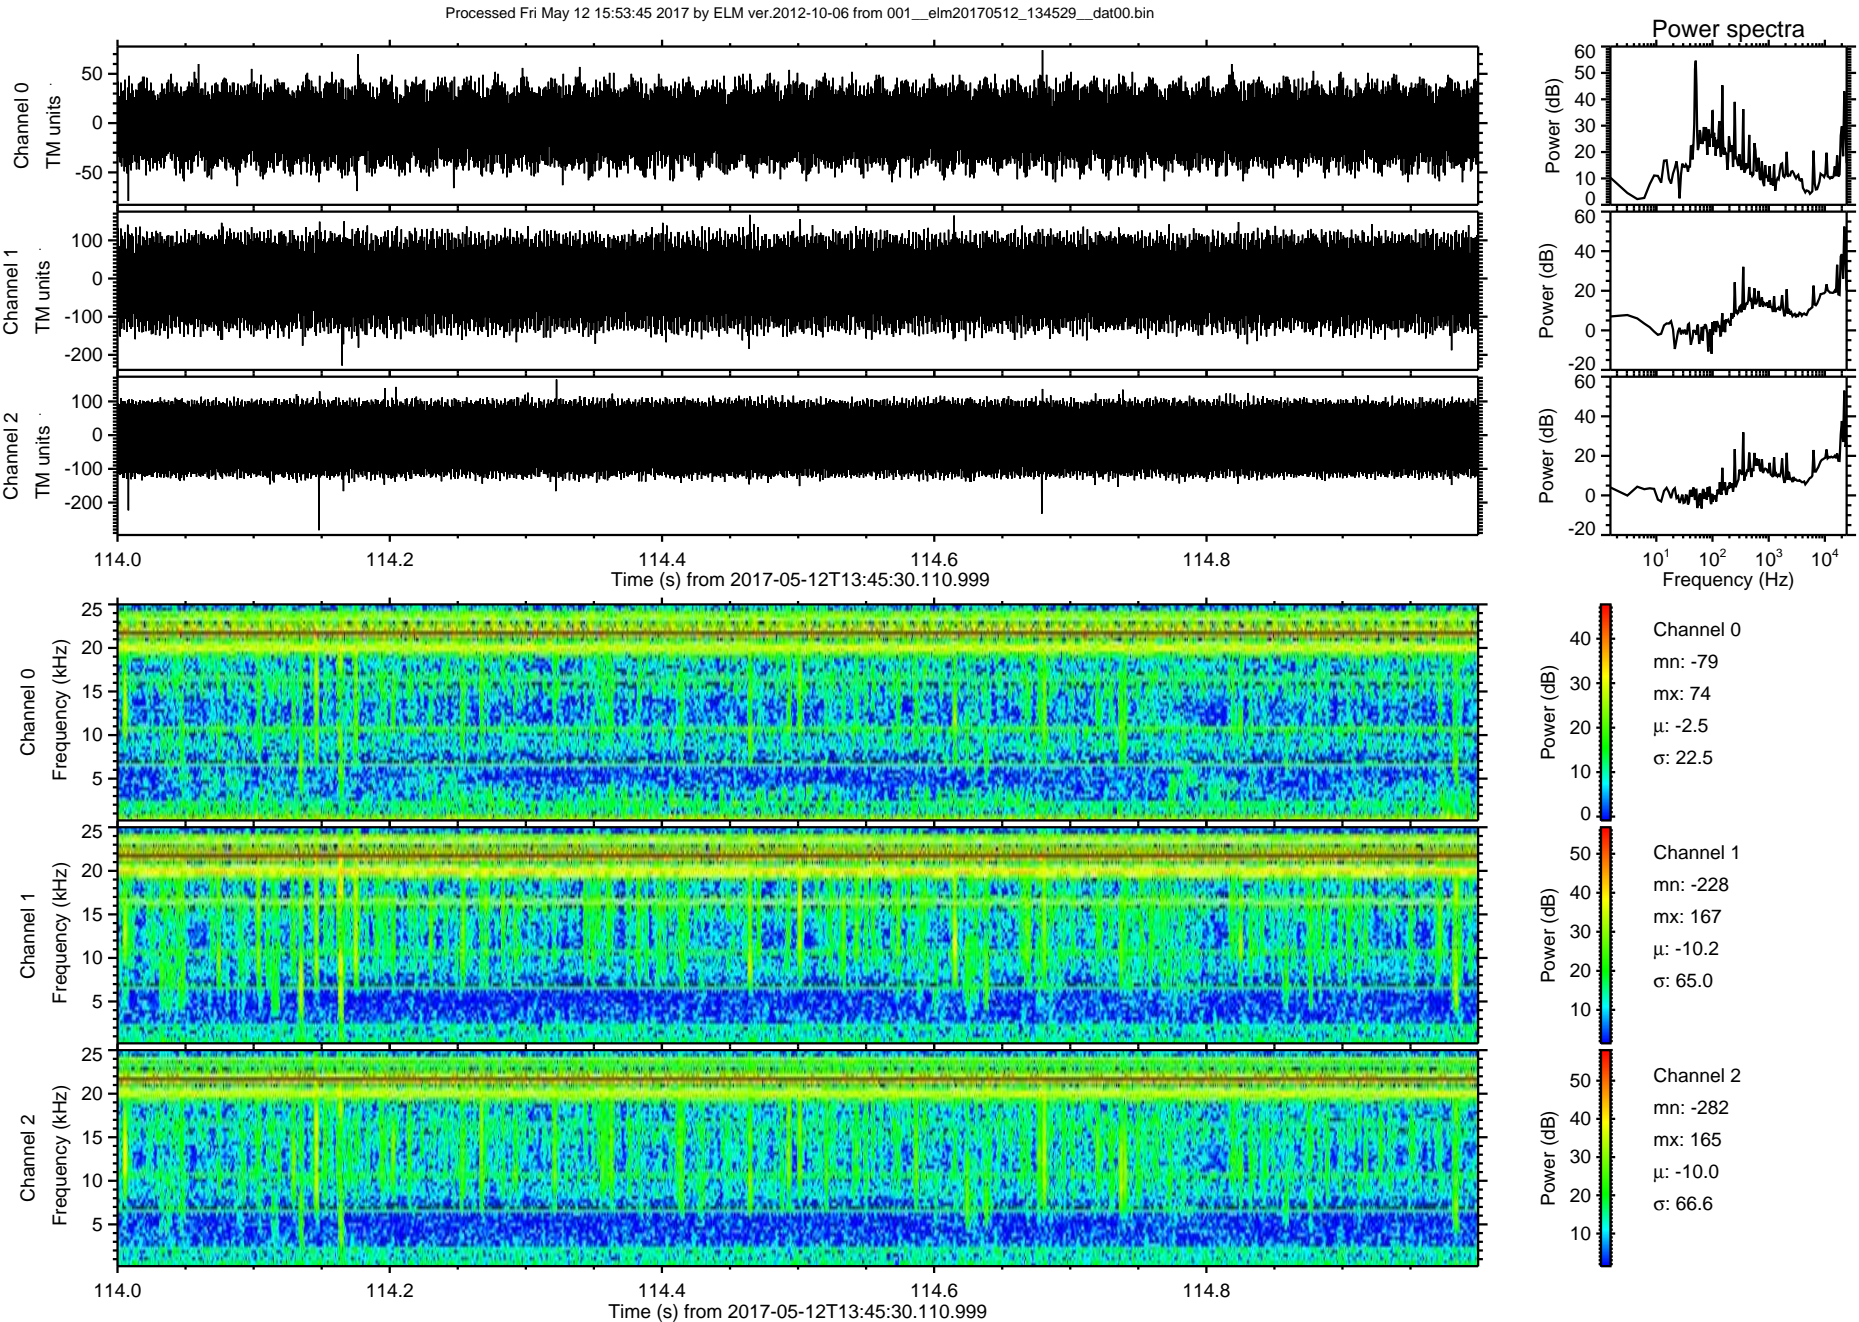 Processed Fri May 12 15:53:45 2017 by ELM ver.2012-10-06 from 001__elm20170512_134529__dat00.bin
Power spectra
Channel 0
TM units
50
0
-50
Power (dB)
60
50
40
30
20
10
0
Channel 1
TM units
100
0
-100
-200
Power (dB)
60
40
20
0
-20
Channel 2
TM units
100
0
-100
-200
Power (dB)
60
40
20
0
-20
114.0 114.2 114.4 114.6 114.8
Time (s) from 2017-05-12T13:45:30.110.999
10^1 10^2 10^3 10^4
Frequency (Hz)
Channel 0
Frequency (kHz)
25
20
15
10
5
Power (dB)
40
30
20
10
0
Channel 0
mn: -79
mx: 74
μ: -2.5
σ: 22.5
Channel 1
Frequency (kHz)
25
20
15
10
5
Power (dB)
50
40
30
20
10
Channel 1
mn: -228
mx: 167
μ: -10.2
σ: 65.0
Channel 2
Frequency (kHz)
25
20
15
10
5
Power (dB)
50
40
30
20
10
Channel 2
mn: -282
mx: 165
μ: -10.0
σ: 66.6
114.0 114.2 114.4 114.6 114.8
Time (s) from 2017-05-12T13:45:30.110.999